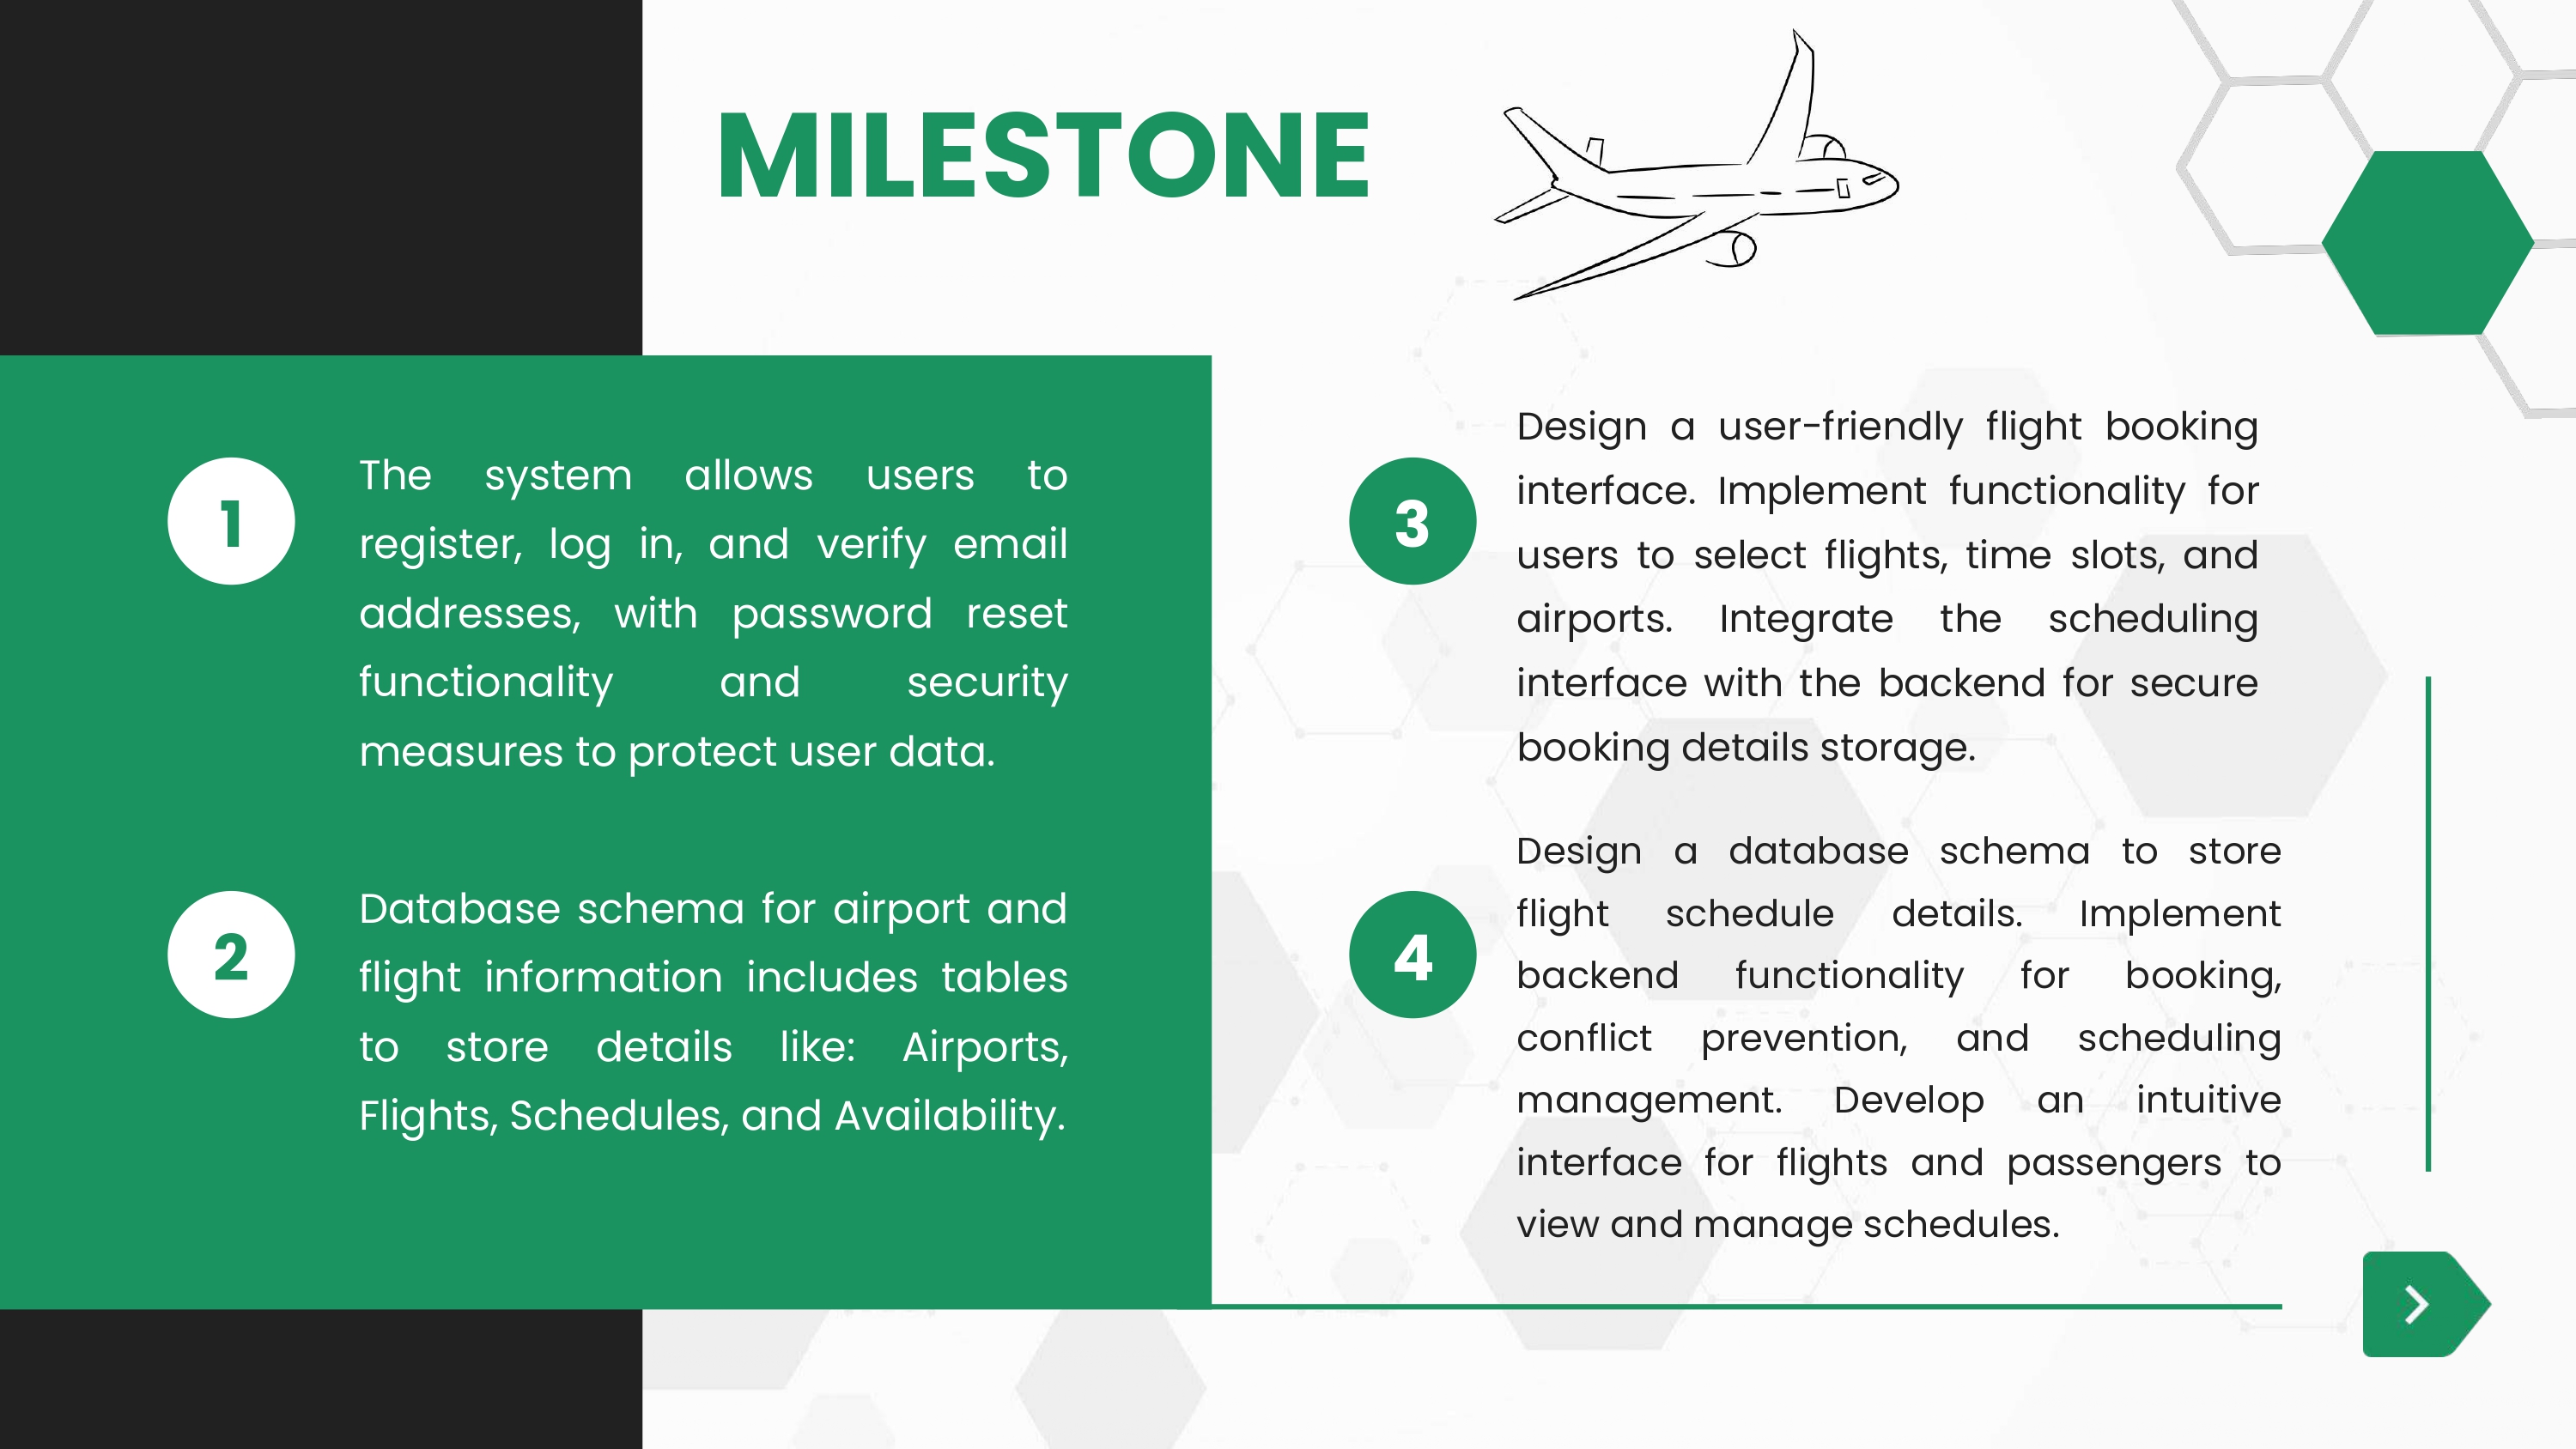 MILESTONE
1
The system allows users to
register, log in, and verify email
addresses, with password reset
functionality and security
measures to protect user data.
2
Database schema for airport and
flight information includes tables
to store details like: Airports,
Flights, Schedules, and Availability.
3
Design a user-friendly flight booking
interface. Implement functionality for
users to select flights, time slots, and
airports. Integrate the scheduling
interface with the backend for secure
booking details storage.
4
Design a database schema to store
flight schedule details. Implement
backend functionality for booking,
conflict prevention, and scheduling
management. Develop an intuitive
interface for flights and passengers to
view and manage schedules.